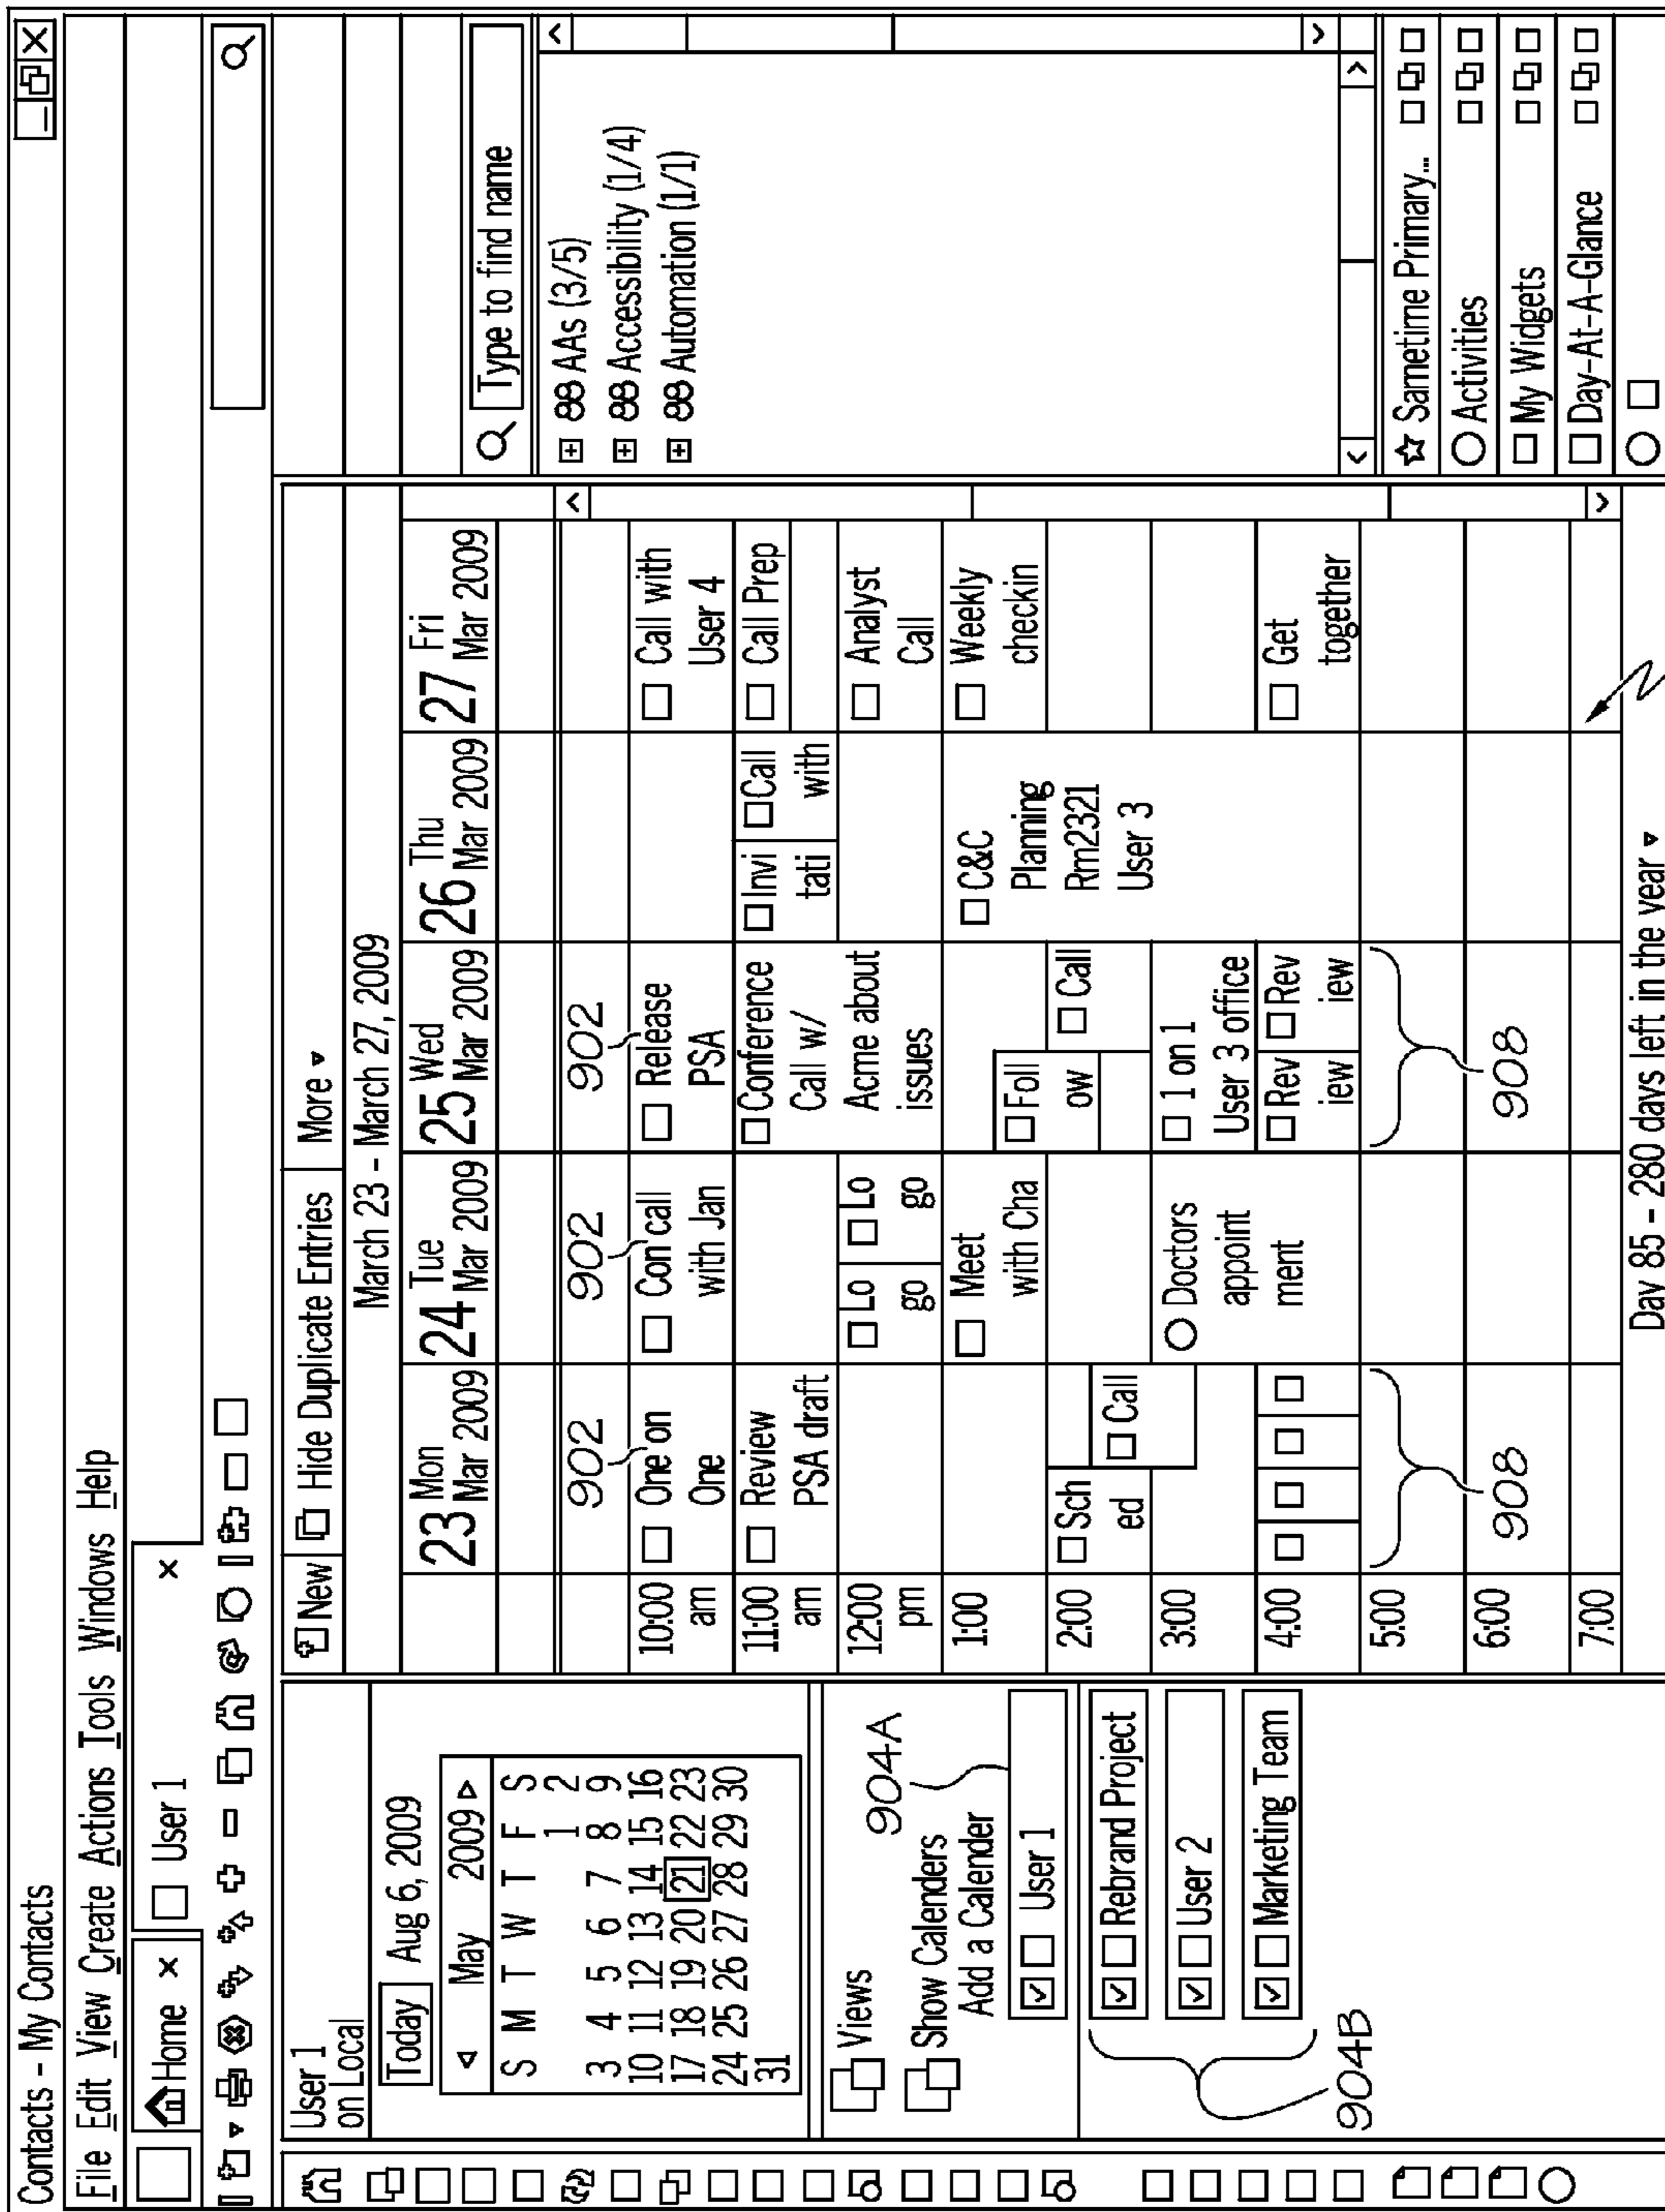 Contacts - My Contacts
File Edit View Create Actions Tools Windows Help
Home × User 1 ×
User 1
on Local
Today Aug 6, 2009
May 2009
S M T W T F S
1 2
3 4 5 6 7 8 9
10 11 12 13 14 15 16
17 18 19 20 21 22 23
24 25 26 27 28 29 30
31
Views
Show Calenders
Add a Calender
904A
User 1
Rebrand Project
User 2
Marketing Team
904B
New Hide Duplicate Entries More
March 23 - March 27, 2009
23 Mon
Mar 2009
24 Tue
Mar 2009
25 Wed
Mar 2009
26 Thu
Mar 2009
27 Fri
Mar 2009
902 902 902
10:00
am
One on
One
Con call
with Jan
Release
PSA
Call with
User 4
11:00
am
Review
PSA draft
Conference
Call w/
Acme about
issues
Invi
tati
Call
with
Call Prep
12:00
pm
Lo
go
Lo
go
Analyst
Call
1:00
Meet
with Cha
Foll
ow
C&C
Planning
Rm2321
User 3
Weekly
checkin
2:00
Sch
ed
Call
Call
3:00
Doctors
appoint
ment
1 on 1
User 3 office
4:00
Rev
iew
Rev
iew
Get
together
5:00
6:00
908 908
7:00
Day 85 - 280 days left in the year
Type to find name
AAs (3/5)
Accessibility (1/4)
Automation (1/1)
Sametime Primary...
Activities
My Widgets
Day-At-A-Glance